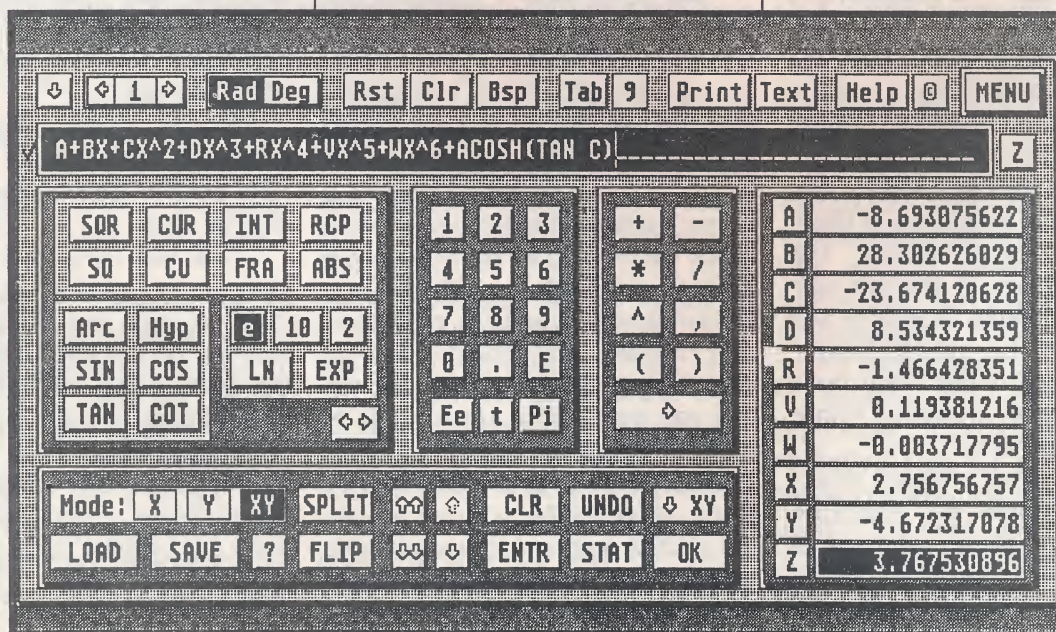 ⇩ ⇦ 1 ⇨ Rad Deg Rst Clr Bsp Tab 9 Print Text Help © MENU
A+BX+CX^2+DX^3+RX^4+VX^5+WX^6+ACOSH(TAN C) Z
SQR CUR INT RCP
SQ CU FRA ABS
Arc Hyp e 10 2
SIN COS LN EXP
TAN COT ⇦⇨
1 2 3
4 5 6
7 8 9
0 . E
Ee t Pi
+ -
* /
^ ,
( )
⇨
A -8.693075622
B 28.302626029
C -23.674120628
D 8.534321359
R -1.466428351
V 0.119381216
W -0.003717795
X 2.756756757
Y -4.672317078
Z 3.767530896
Mode: X Y XY SPLIT ⇧⇧ ⇧ CLR UNDO ⇩ XY
LOAD SAVE ? FLIP ⇩⇩ ⇩ ENTR STAT OK